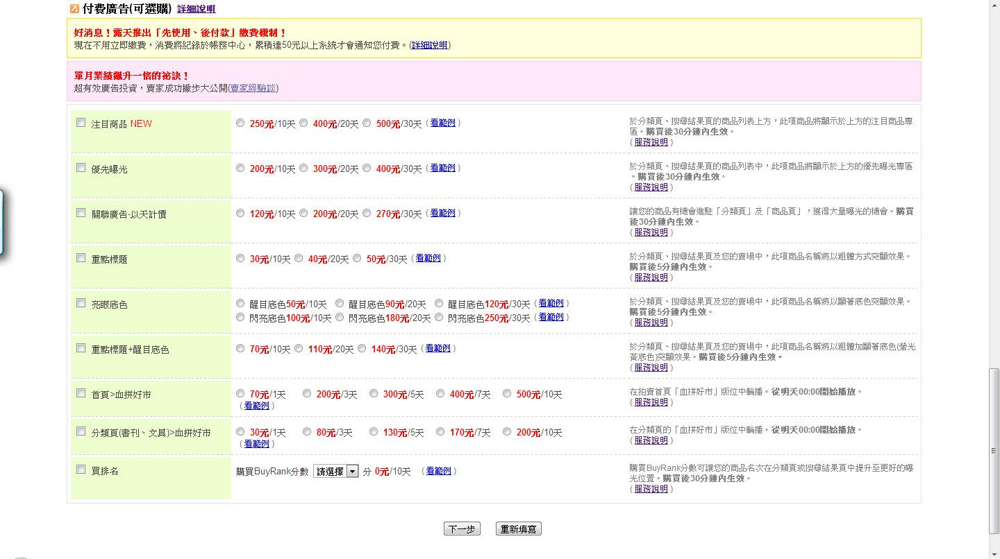 付費廣告(可選購) 詳細說明
好消息！露天推出「先使用、後付款」繳費機制！
現在不用立即繳費，消費將紀錄於帳務中心，累積達50元以上系統才會通知您付費。(詳細說明)
單月業績飆升一倍的祕訣！
超有效廣告投資，賣家成功撇步大公開(賣家經驗談)
注目商品 NEW
250元/10天 400元/20天 500元/30天 (看範例)
於分類頁、搜尋結果頁的商品列表上方，此項商品將顯示於上方的注目商品專
區。購買後30分鐘內生效。
(服務說明)
優先曝光
200元/10天 300元/20天 400元/30天 (看範例)
於分類頁、搜尋結果頁的商品列表中，此項商品將顯示於上方的優先曝光專區
。購買後30分鐘內生效。
(服務說明)
關聯廣告-以天計價
120元/10天 200元/20天 270元/30天 (看範例)
讓您的商品有機會進駐「分類頁」及「商品頁」，獲得大量曝光的機會。購買
後30分鐘內生效。
(服務說明)
重點標題
30元/10天 40元/20天 50元/30天 (看範例)
於分類頁、搜尋結果頁及您的賣場中，此項商品名稱將以粗體方式突顯效果。
購買後5分鐘內生效。
(服務說明)
亮眼底色
醒目底色50元/10天 醒目底色90元/20天 醒目底色120元/30天 (看範例)
閃亮底色100元/10天 閃亮底色180元/20天 閃亮底色250元/30天 (看範例)
於分類頁、搜尋結果頁及您的賣場中，此項商品名稱將以顯著底色突顯效果。
購買後5分鐘內生效。
(服務說明)
重點標題+醒目底色
70元/10天 110元/20天 140元/30天 (看範例)
於分類頁、搜尋結果頁及您的賣場中，此項商品名稱將以粗體加顯著底色(螢光
黃底色)突顯效果。購買後5分鐘內生效。
(服務說明)
首頁>血拼好市
70元/1天 200元/3天 300元/5天 400元/7天 500元/10天
(看範例)
在拍賣首頁「血拼好市」版位中輪播。從明天00:00開始播放。
(服務說明)
分類頁(書刊、文具)>血拼好市
30元/1天 80元/3天 130元/5天 170元/7天 200元/10天
(看範例)
在分類頁的「血拼好市」版位中輪播。從明天00:00開始播放。
(服務說明)
買排名
購買BuyRank分數 請選擇 分 0元/10天 (看範例)
購買BuyRank分數可讓您的商品名次在分類頁或搜尋結果頁中提升至更好的曝
光位置。購買後30分鐘內生效。
(服務說明)
下一步 重新填寫